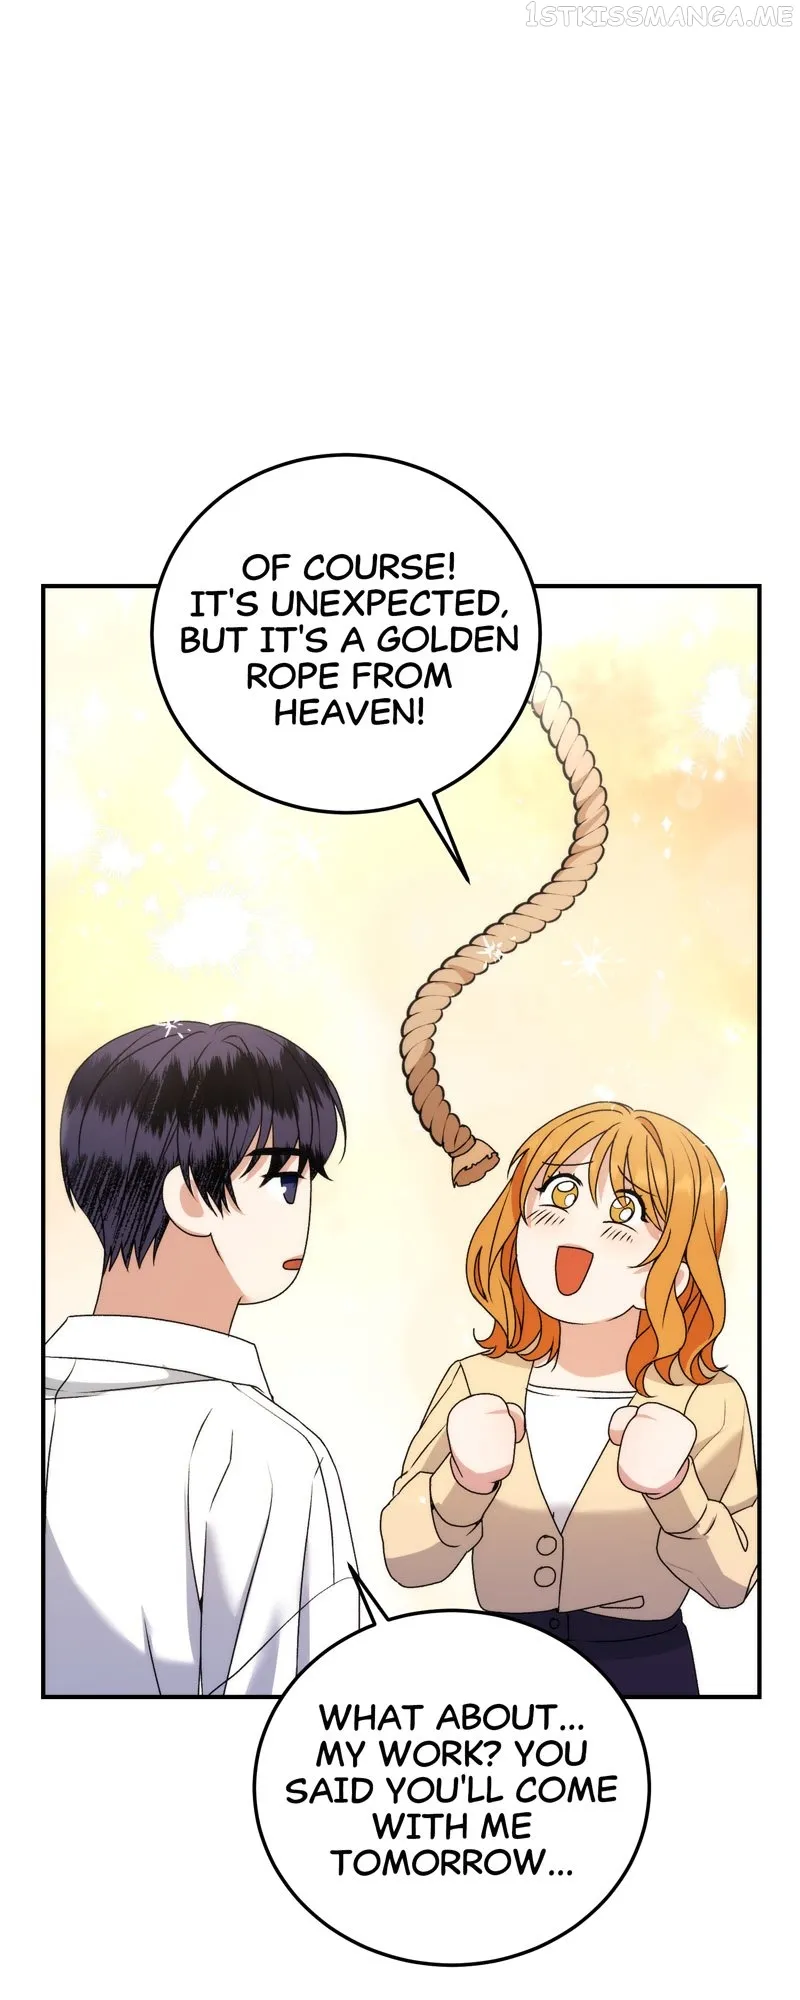 1STKISSMANGA.ME
OF COURSE!
IT'S UNEXPECTED,
BUT IT'S A GOLDEN
ROPE FROM
HEAVEN!
WHAT ABOUT...
MY WORK? YOU
SAID YOU'LL COME
WITH ME
TOMORROW...